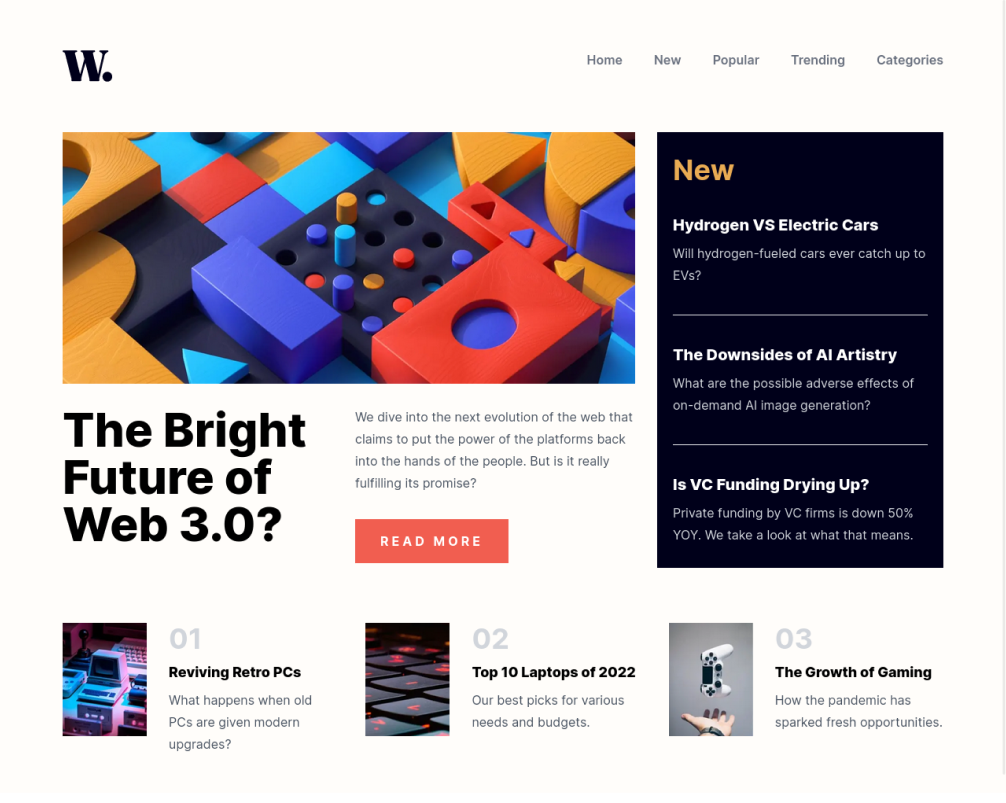 W.
Home New Popular Trending Categories
The Bright
Future of
Web 3.0?
We dive into the next evolution of the web that
claims to put the power of the platforms back
into the hands of the people. But is it really
fulfilling its promise?
READ MORE
New
Hydrogen VS Electric Cars
Will hydrogen-fueled cars ever catch up to
EVs?
The Downsides of AI Artistry
What are the possible adverse effects of
on-demand AI image generation?
Is VC Funding Drying Up?
Private funding by VC firms is down 50%
YOY. We take a look at what that means.
01
Reviving Retro PCs
What happens when old
PCs are given modern
upgrades?
02
Top 10 Laptops of 2022
Our best picks for various
needs and budgets.
03
The Growth of Gaming
How the pandemic has
sparked fresh opportunities.